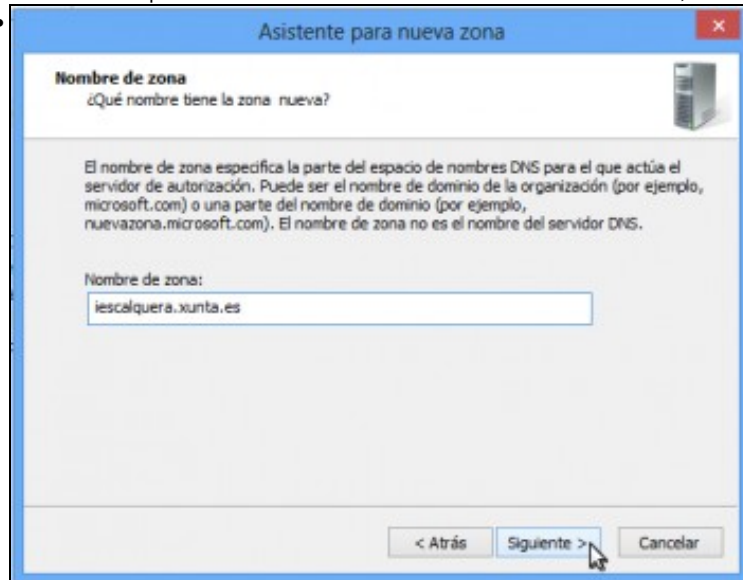 Asistente para nueva zona
Nombre de zona
¿Qué nombre tiene la zona nueva?
El nombre de zona especifica la parte del espacio de nombres DNS para el que actúa el
servidor de autorización. Puede ser el nombre de dominio de la organización (por ejemplo,
microsoft.com) o una parte del nombre de dominio (por ejemplo,
nuevazona.microsoft.com). El nombre de zona no es el nombre del servidor DNS.
Nombre de zona:
iescalquera.xunta.es
< Atrás Siguiente > Cancelar